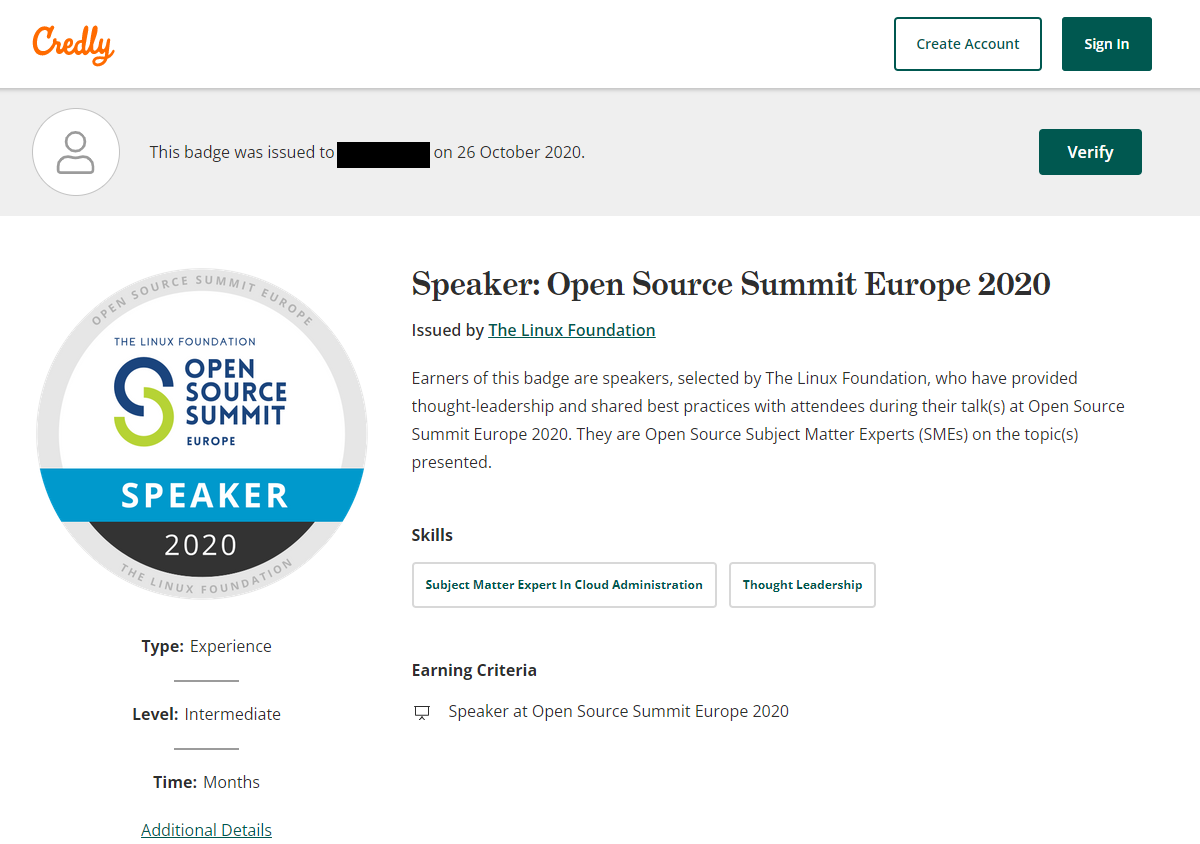 Credly
Create Account
Sign In
This badge was issued to on 26 October 2020.
Verify
OPEN SOURCE SUMMIT EUROPE
THE LINUX FOUNDATION
OPEN
SOURCE
SUMMIT
EUROPE
SPEAKER
2020
THE LINUX FOUNDATION
Type: Experience
Level: Intermediate
Time: Months
Additional Details
Speaker: Open Source Summit Europe 2020
Issued by The Linux Foundation
Earners of this badge are speakers, selected by The Linux Foundation, who have provided
thought-leadership and shared best practices with attendees during their talk(s) at Open Source
Summit Europe 2020. They are Open Source Subject Matter Experts (SMEs) on the topic(s)
presented.
Skills
Subject Matter Expert In Cloud Administration
Thought Leadership
Earning Criteria
Speaker at Open Source Summit Europe 2020